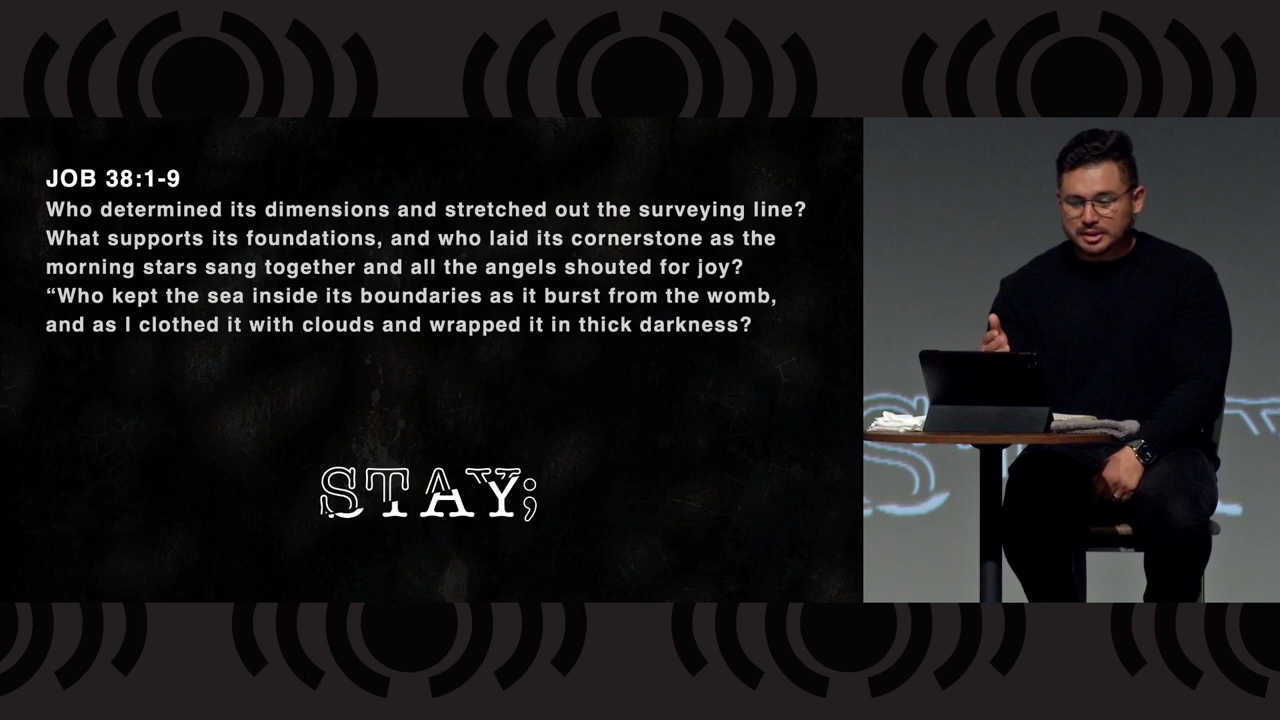 JOB 38:1-9
Who determined its dimensions and stretched out the surveying line?
What supports its foundations, and who laid its cornerstone as the
morning stars sang together and all the angels shouted for joy?
“Who kept the sea inside its boundaries as it burst from the womb,
and as I clothed it with clouds and wrapped it in thick darkness?
STAY;